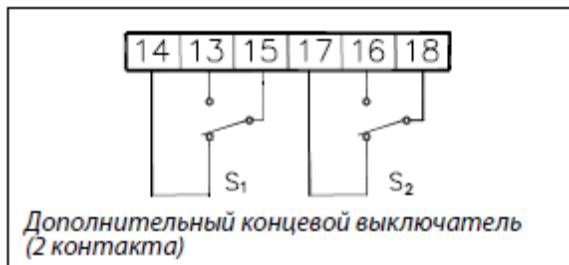 14 13 15 17 16 18
S₁ S₂
Дополнительный концевой выключатель
(2 контакта)